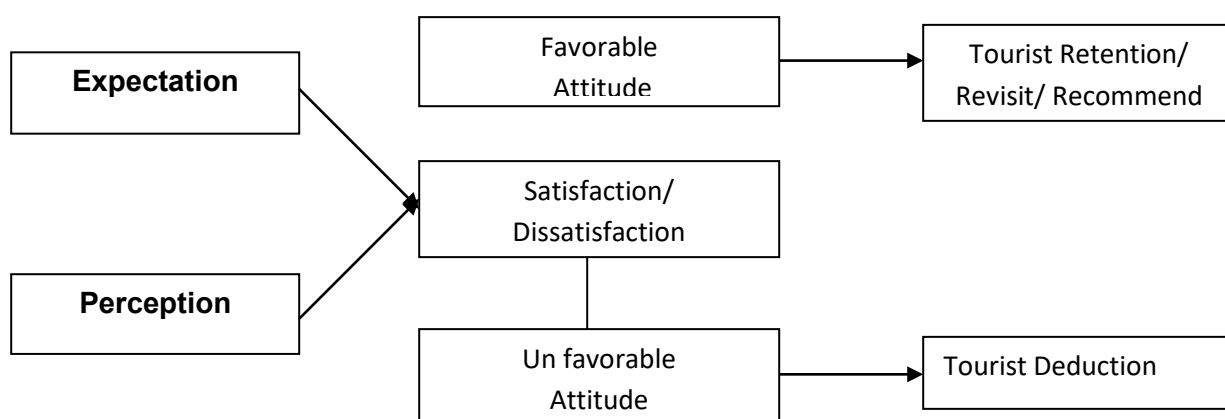 Expectation
Favorable
Attitude
Tourist Retention/
Revisit/ Recommend
Satisfaction/
Dissatisfaction
Perception
Un favorable
Attitude
Tourist Deduction